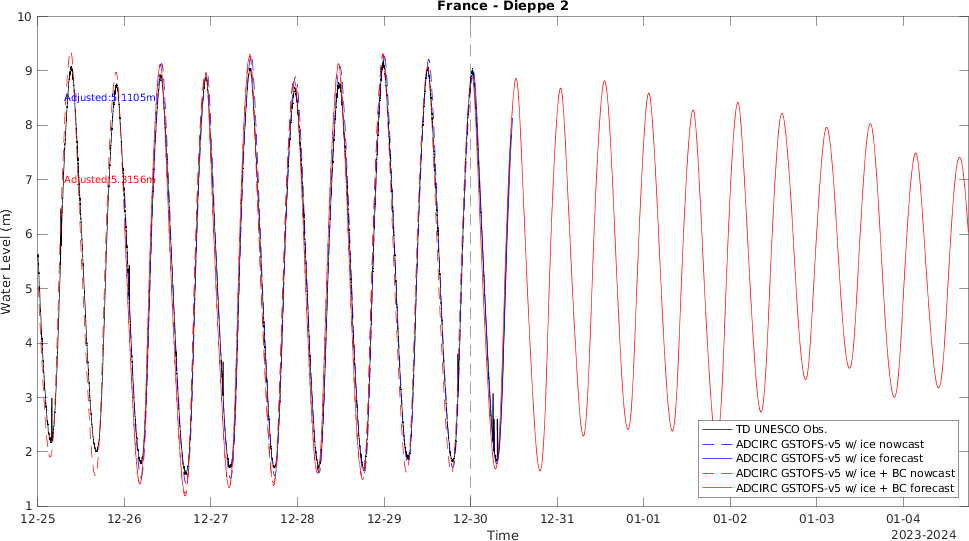 France - Dieppe 2
10
9
8
7
6
5
4
3
2
1
Water Level (m)
Adjusted:5.1105m
Adjusted:5.3156m
TD UNESCO Obs.
ADCIRC GSTOFS-v5 w/ ice nowcast
ADCIRC GSTOFS-v5 w/ ice forecast
ADCIRC GSTOFS-v5 w/ ice + BC nowcast
ADCIRC GSTOFS-v5 w/ ice + BC forecast
12-25 12-26 12-27 12-28 12-29 12-30 12-31 01-01 01-02 01-03 01-04
Time
2023-2024